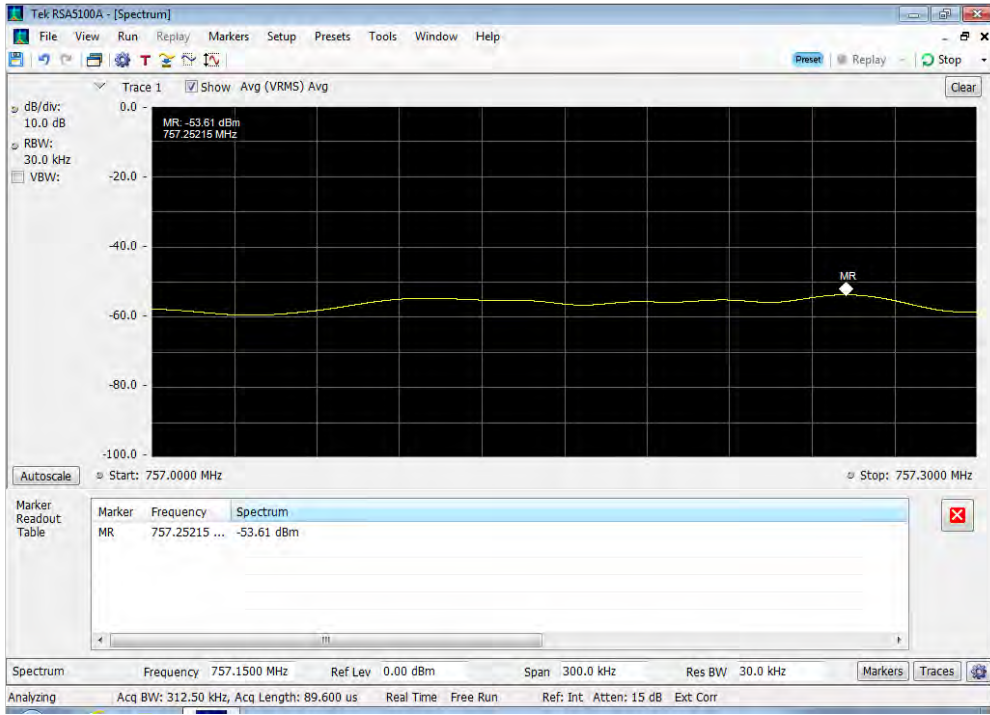 Tek RSA5100A - [Spectrum]
File View Run Replay Markers Setup Presets Tools Window Help
T Preset Replay Stop
Trace 1 Show Avg (VRMS) Avg Clear
dB/div:
10.0 dB
RBW:
30.0 kHz
VBW:
0.0
MR: -53.61 dBm
757.25215 MHz
-20.0
-40.0
MR
-60.0
-80.0
-100.0
Autoscale Start: 757.0000 MHz Stop: 757.3000 MHz
Marker
Readout
Table
Marker Frequency Spectrum
MR 757.25215 ... -53.61 dBm
Spectrum Frequency 757.1500 MHz Ref Lev 0.00 dBm Span 300.0 kHz Res BW 30.0 kHz Markers Traces
Analyzing Acq BW: 312.50 kHz, Acq Length: 89.600 us Real Time Free Run Ref: Int Atten: 15 dB Ext Corr